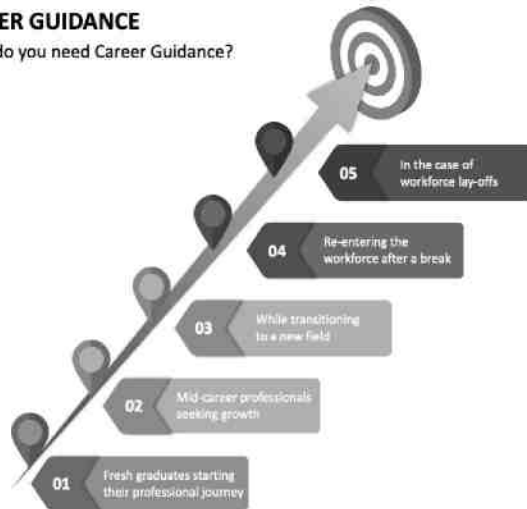 ER GUIDANCE
do you need Career Guidance?
05
In the case of
workforce lay-offs
04
Re-entering the
workforce after a break
03
While transitioning
to a new field
02
Mid-career professionals
seeking growth
01
Fresh graduates starting
their professional journey